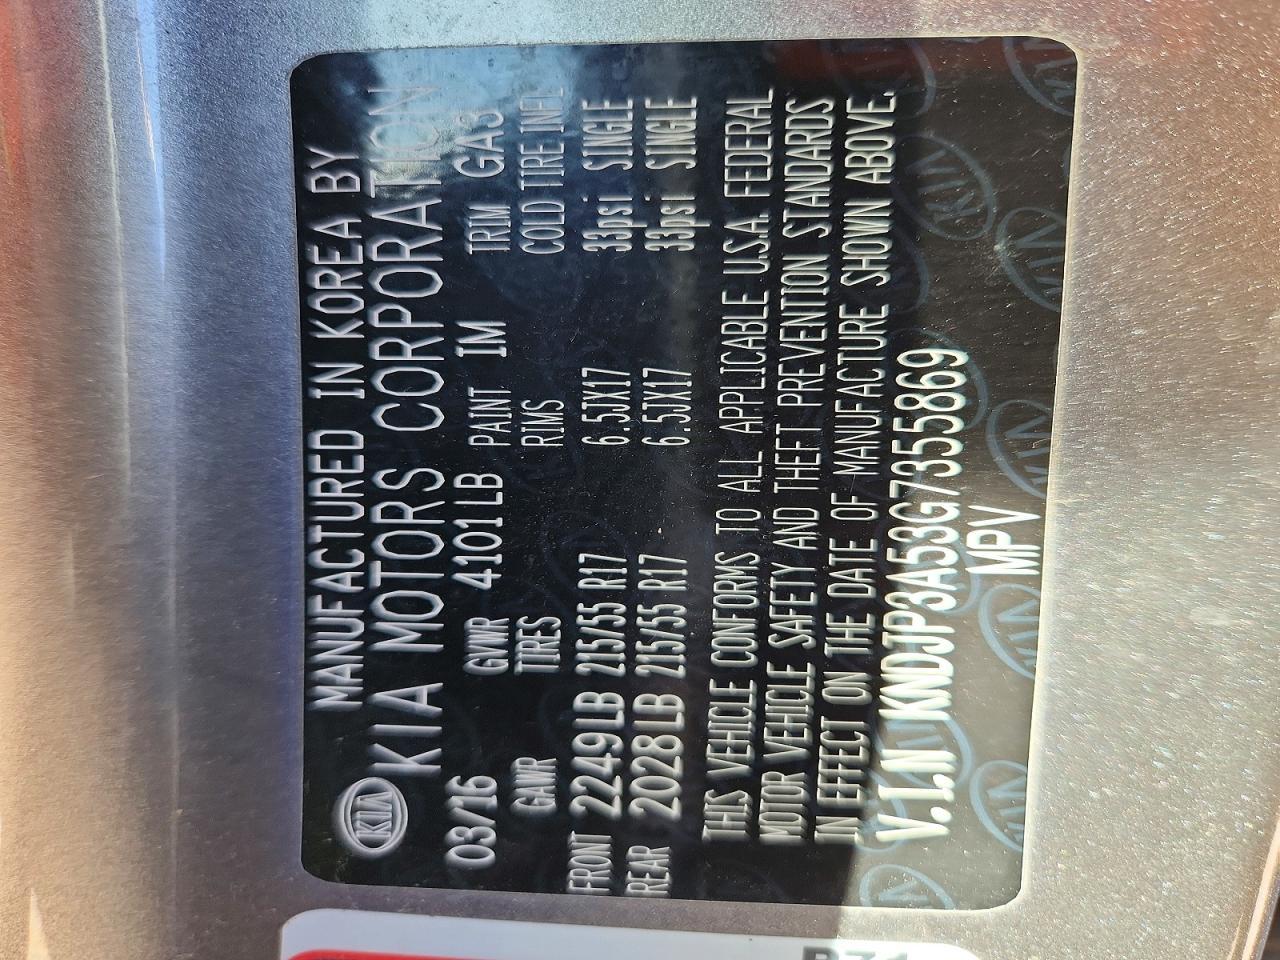 KIA
MANUFACTURED IN KOREA BY
KIA MOTORS CORPORATION
03/16 GVWR 4101LB PAINT IM TRIM GA3
GAWR TIRES RIMS COLD TIRE INFL
FRONT 2249LB 215/55 R17 6.5JX17 33psi SINGLE
REAR 2028LB 215/55 R17 6.5JX17 33psi SINGLE
THIS VEHICLE CONFORMS TO ALL APPLICABLE U.S.A. FEDERAL
MOTOR VEHICLE SAFETY AND THEFT PREVENTION STANDARDS
IN EFFECT ON THE DATE OF MANUFACTURE SHOWN ABOVE.
V.I.N KNDJP3A53G7355869
MPV